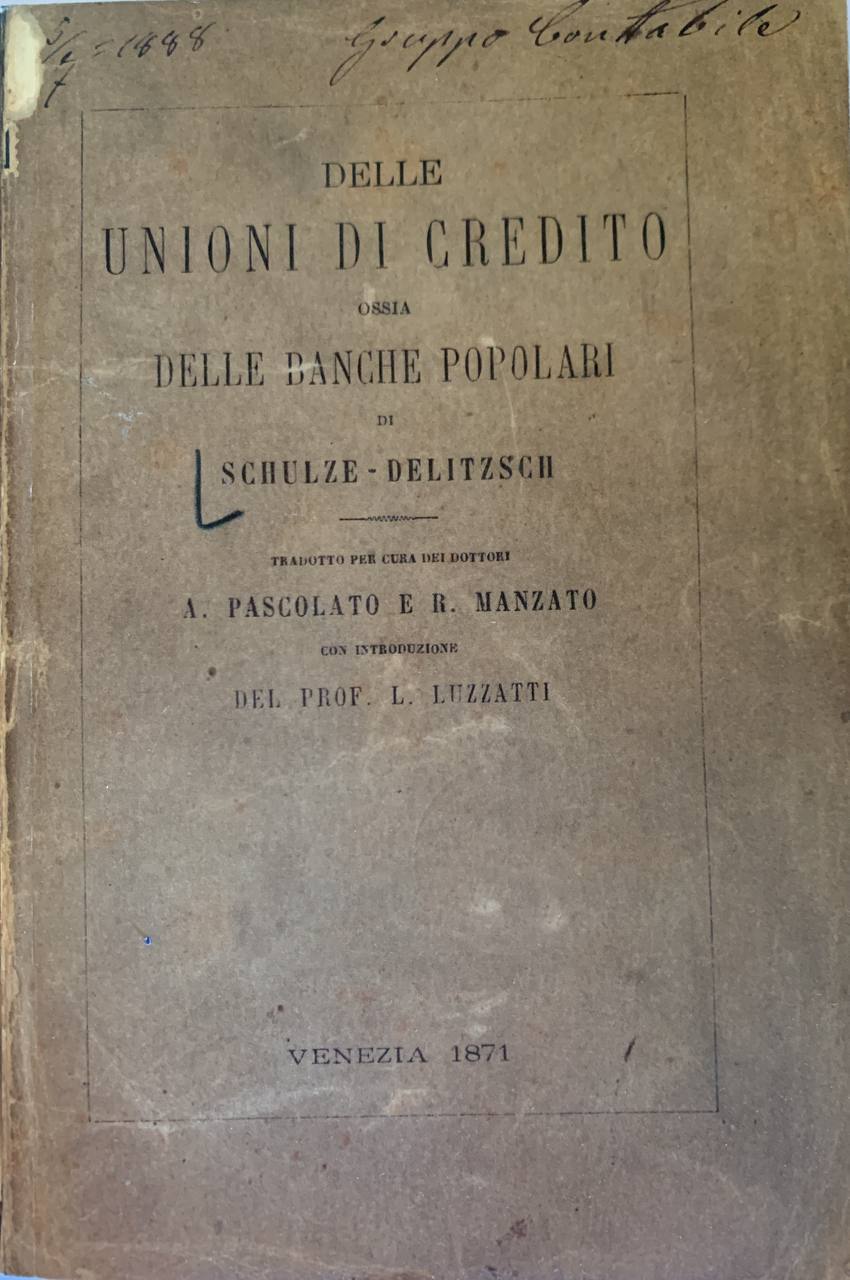 1888 Gruppo Contabile
DELLE
UNIONI DI CREDITO
OSSIA
DELLE BANCHE POPOLARI
DI
SCHULZE - DELITZSCH
TRADOTTO PER CURA DEI DOTTORI
A. PASCOLATO E R. MANZATO
CON INTRODUZIONE
DEL PROF. L. LUZZATTI
VENEZIA 1871